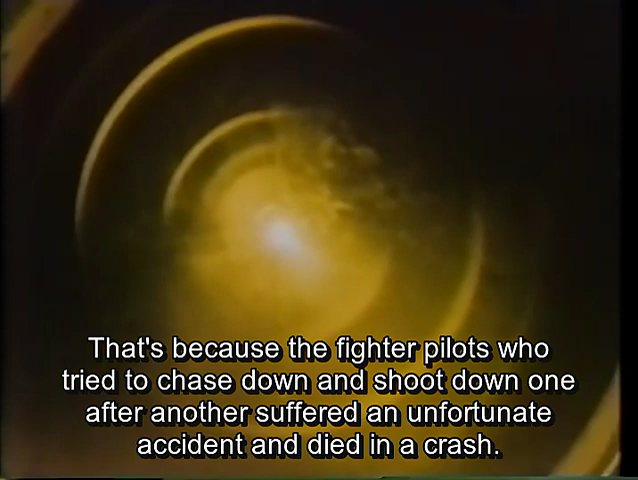 That's because the fighter pilots who
tried to chase down and shoot down one
after another suffered an unfortunate
accident and died in a crash.